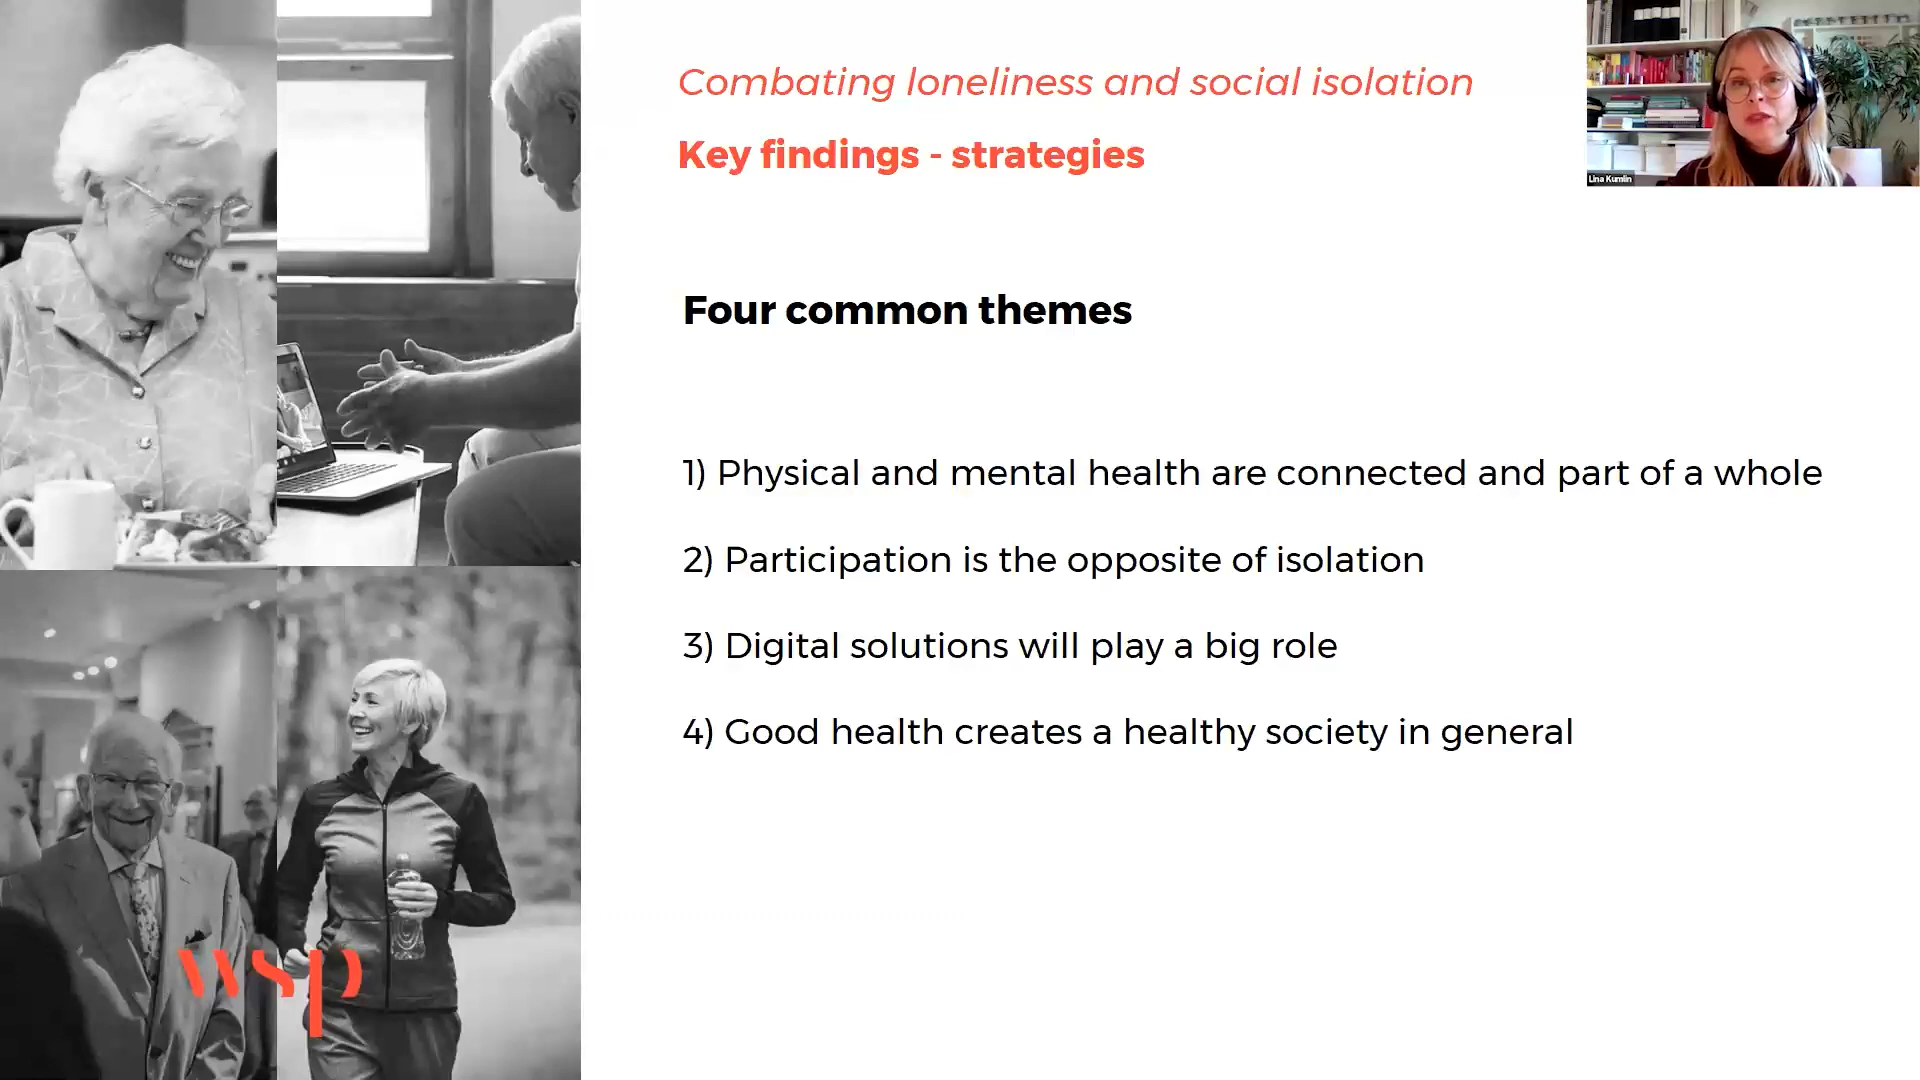 Combating loneliness and social isolation
Key findings - strategies
Lina Kumlin
Four common themes
1) Physical and mental health are connected and part of a whole
2) Participation is the opposite of isolation
3) Digital solutions will play a big role
4) Good health creates a healthy society in general
wsp